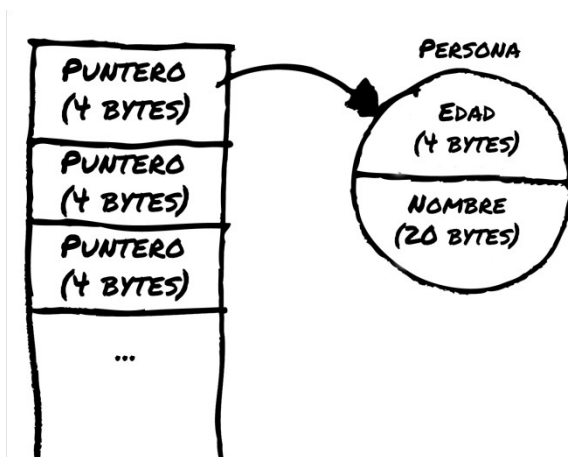 PUNTERO
(4 BYTES)
PUNTERO
(4 BYTES)
PUNTERO
(4 BYTES)
...
PERSONA
EDAD
(4 BYTES)
NOMBRE
(20 BYTES)